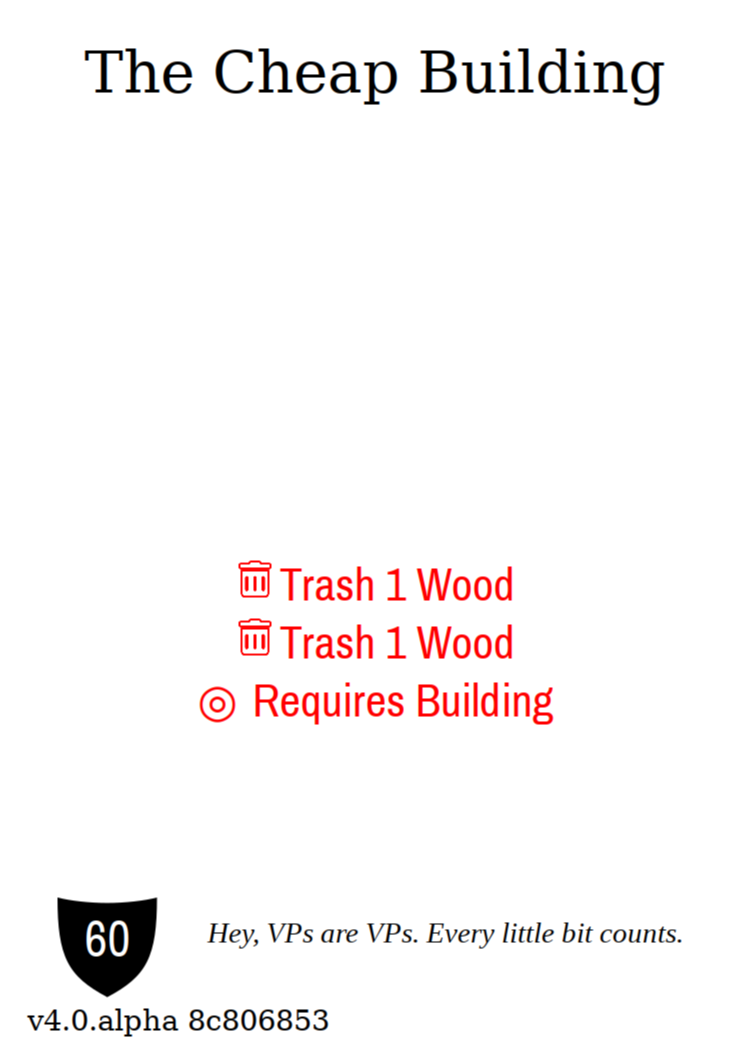 The Cheap Building
Trash 1 Wood
Trash 1 Wood
Requires Building
60
Hey, VPs are VPs. Every little bit counts.
v4.0.alpha 8c806853